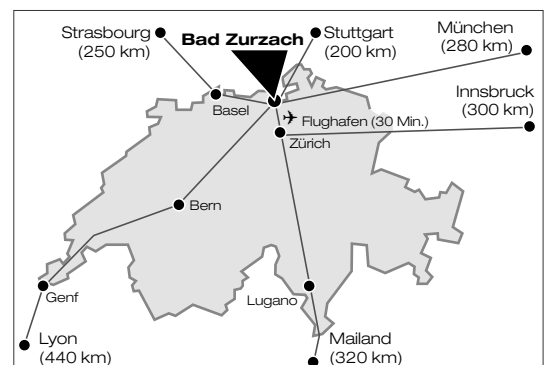 Strasbourg
(250 km)
Bad Zurzach
Stuttgart
(200 km)
München
(280 km)
Innsbruck
(300 km)
Basel
Flughafen (30 Min.)
Zürich
Bern
Genf
Lugano
Lyon
(440 km)
Mailand
(320 km)